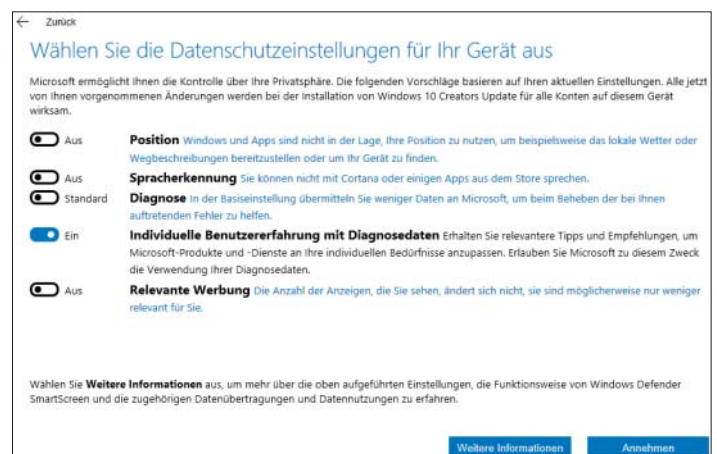 ← Zurück
Wählen Sie die Datenschutzeinstellungen für Ihr Gerät aus
Microsoft ermöglicht Ihnen die Kontrolle über Ihre Privatsphäre. Die folgenden Vorschläge basieren auf Ihren aktuellen Einstellungen. Alle jetzt
von Ihnen vorgenommenen Änderungen werden bei der Installation von Windows 10 Creators Update für alle Konten auf diesem Gerät
wirksam.
Aus Position Windows und Apps sind nicht in der Lage, Ihre Position zu nutzen, um beispielsweise das lokale Wetter oder
Wegbeschreibungen bereitzustellen oder um Ihr Gerät zu finden.
Aus Spracherkennung Sie können nicht mit Cortana oder einigen Apps aus dem Store sprechen.
Standard Diagnose In der Basiseinstellung übermitteln Sie weniger Daten an Microsoft, um beim Beheben der bei Ihnen
auftretenden Fehler zu helfen.
Ein Individuelle Benutzererfahrung mit Diagnosedaten Erhalten Sie relevantere Tipps und Empfehlungen, um
Microsoft-Produkte und -Dienste an Ihre individuellen Bedürfnisse anzupassen. Erlauben Sie Microsoft zu diesem Zweck
die Verwendung Ihrer Diagnosedaten.
Aus Relevante Werbung Die Anzahl der Anzeigen, die Sie sehen, ändert sich nicht, sie sind möglicherweise nur weniger
relevant für Sie.
Wählen Sie Weitere Informationen aus, um mehr über die oben aufgeführten Einstellungen, die Funktionsweise von Windows Defender
SmartScreen und die zugehörigen Datenübertragungen und Datennutzungen zu erfahren.
Weitere Informationen Annehmen